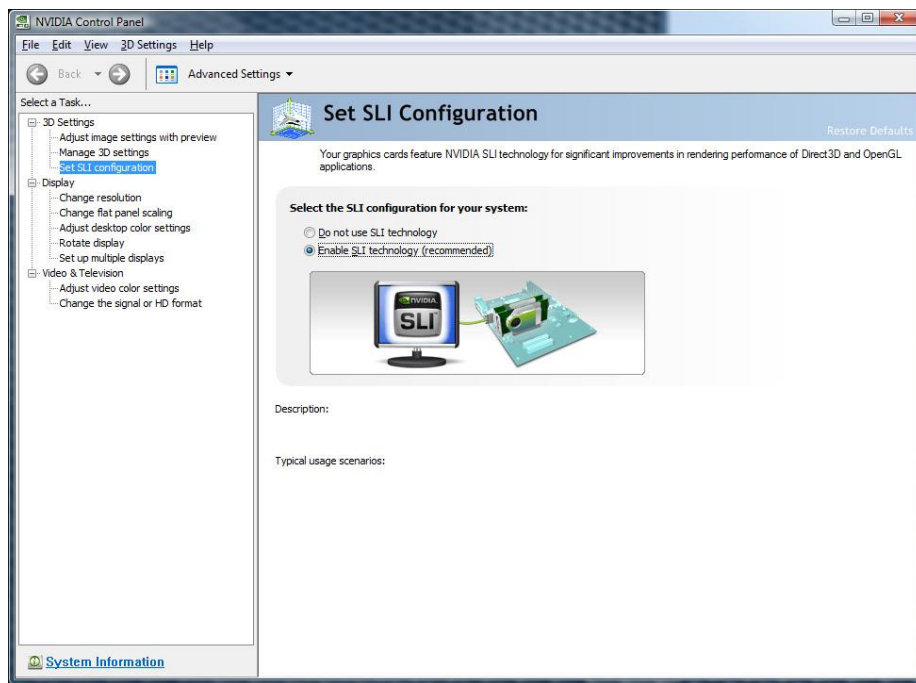 NVIDIA Control Panel
File Edit View 3D Settings Help
Back Advanced Settings
Select a Task...
3D Settings
Adjust image settings with preview
Manage 3D settings
Set SLI configuration
Display
Change resolution
Change flat panel scaling
Adjust desktop color settings
Rotate display
Set up multiple displays
Video & Television
Adjust video color settings
Change the signal or HD format
System Information
Set SLI Configuration
Restore Defaults
Your graphics cards feature NVIDIA SLI technology for significant improvements in rendering performance of Direct3D and OpenGL
applications.
Select the SLI configuration for your system:
Do not use SLI technology
Enable SLI technology (recommended)
NVIDIA
SLI
Description:
Typical usage scenarios: